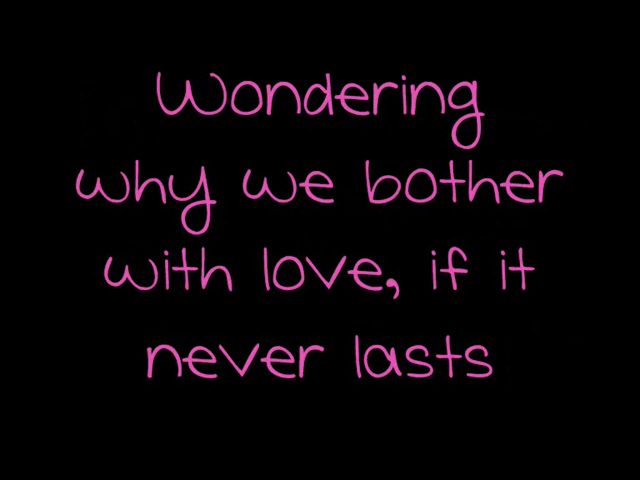 Wondering
why we bother
with love, if it
never lasts